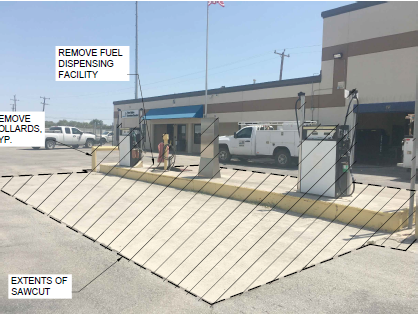 REMOVE FUEL
DISPENSING
FACILITY
EMOVE
OLLARDS,
YP.
EXTENTS OF
SAWCUT